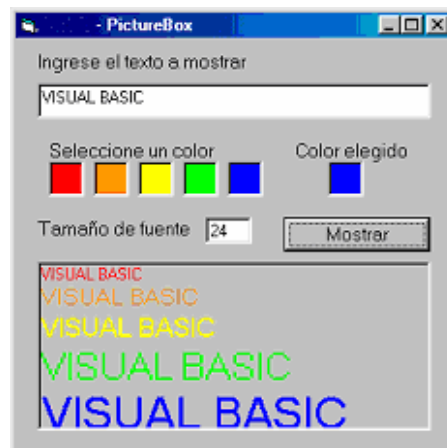 - PictureBox
Ingrese el texto a mostrar
VISUAL BASIC
Seleccione un color Color elegido
Tamaño de fuente 24 Mostrar
VISUAL BASIC
VISUAL BASIC
VISUAL BASIC
VISUAL BASIC
VISUAL BASIC